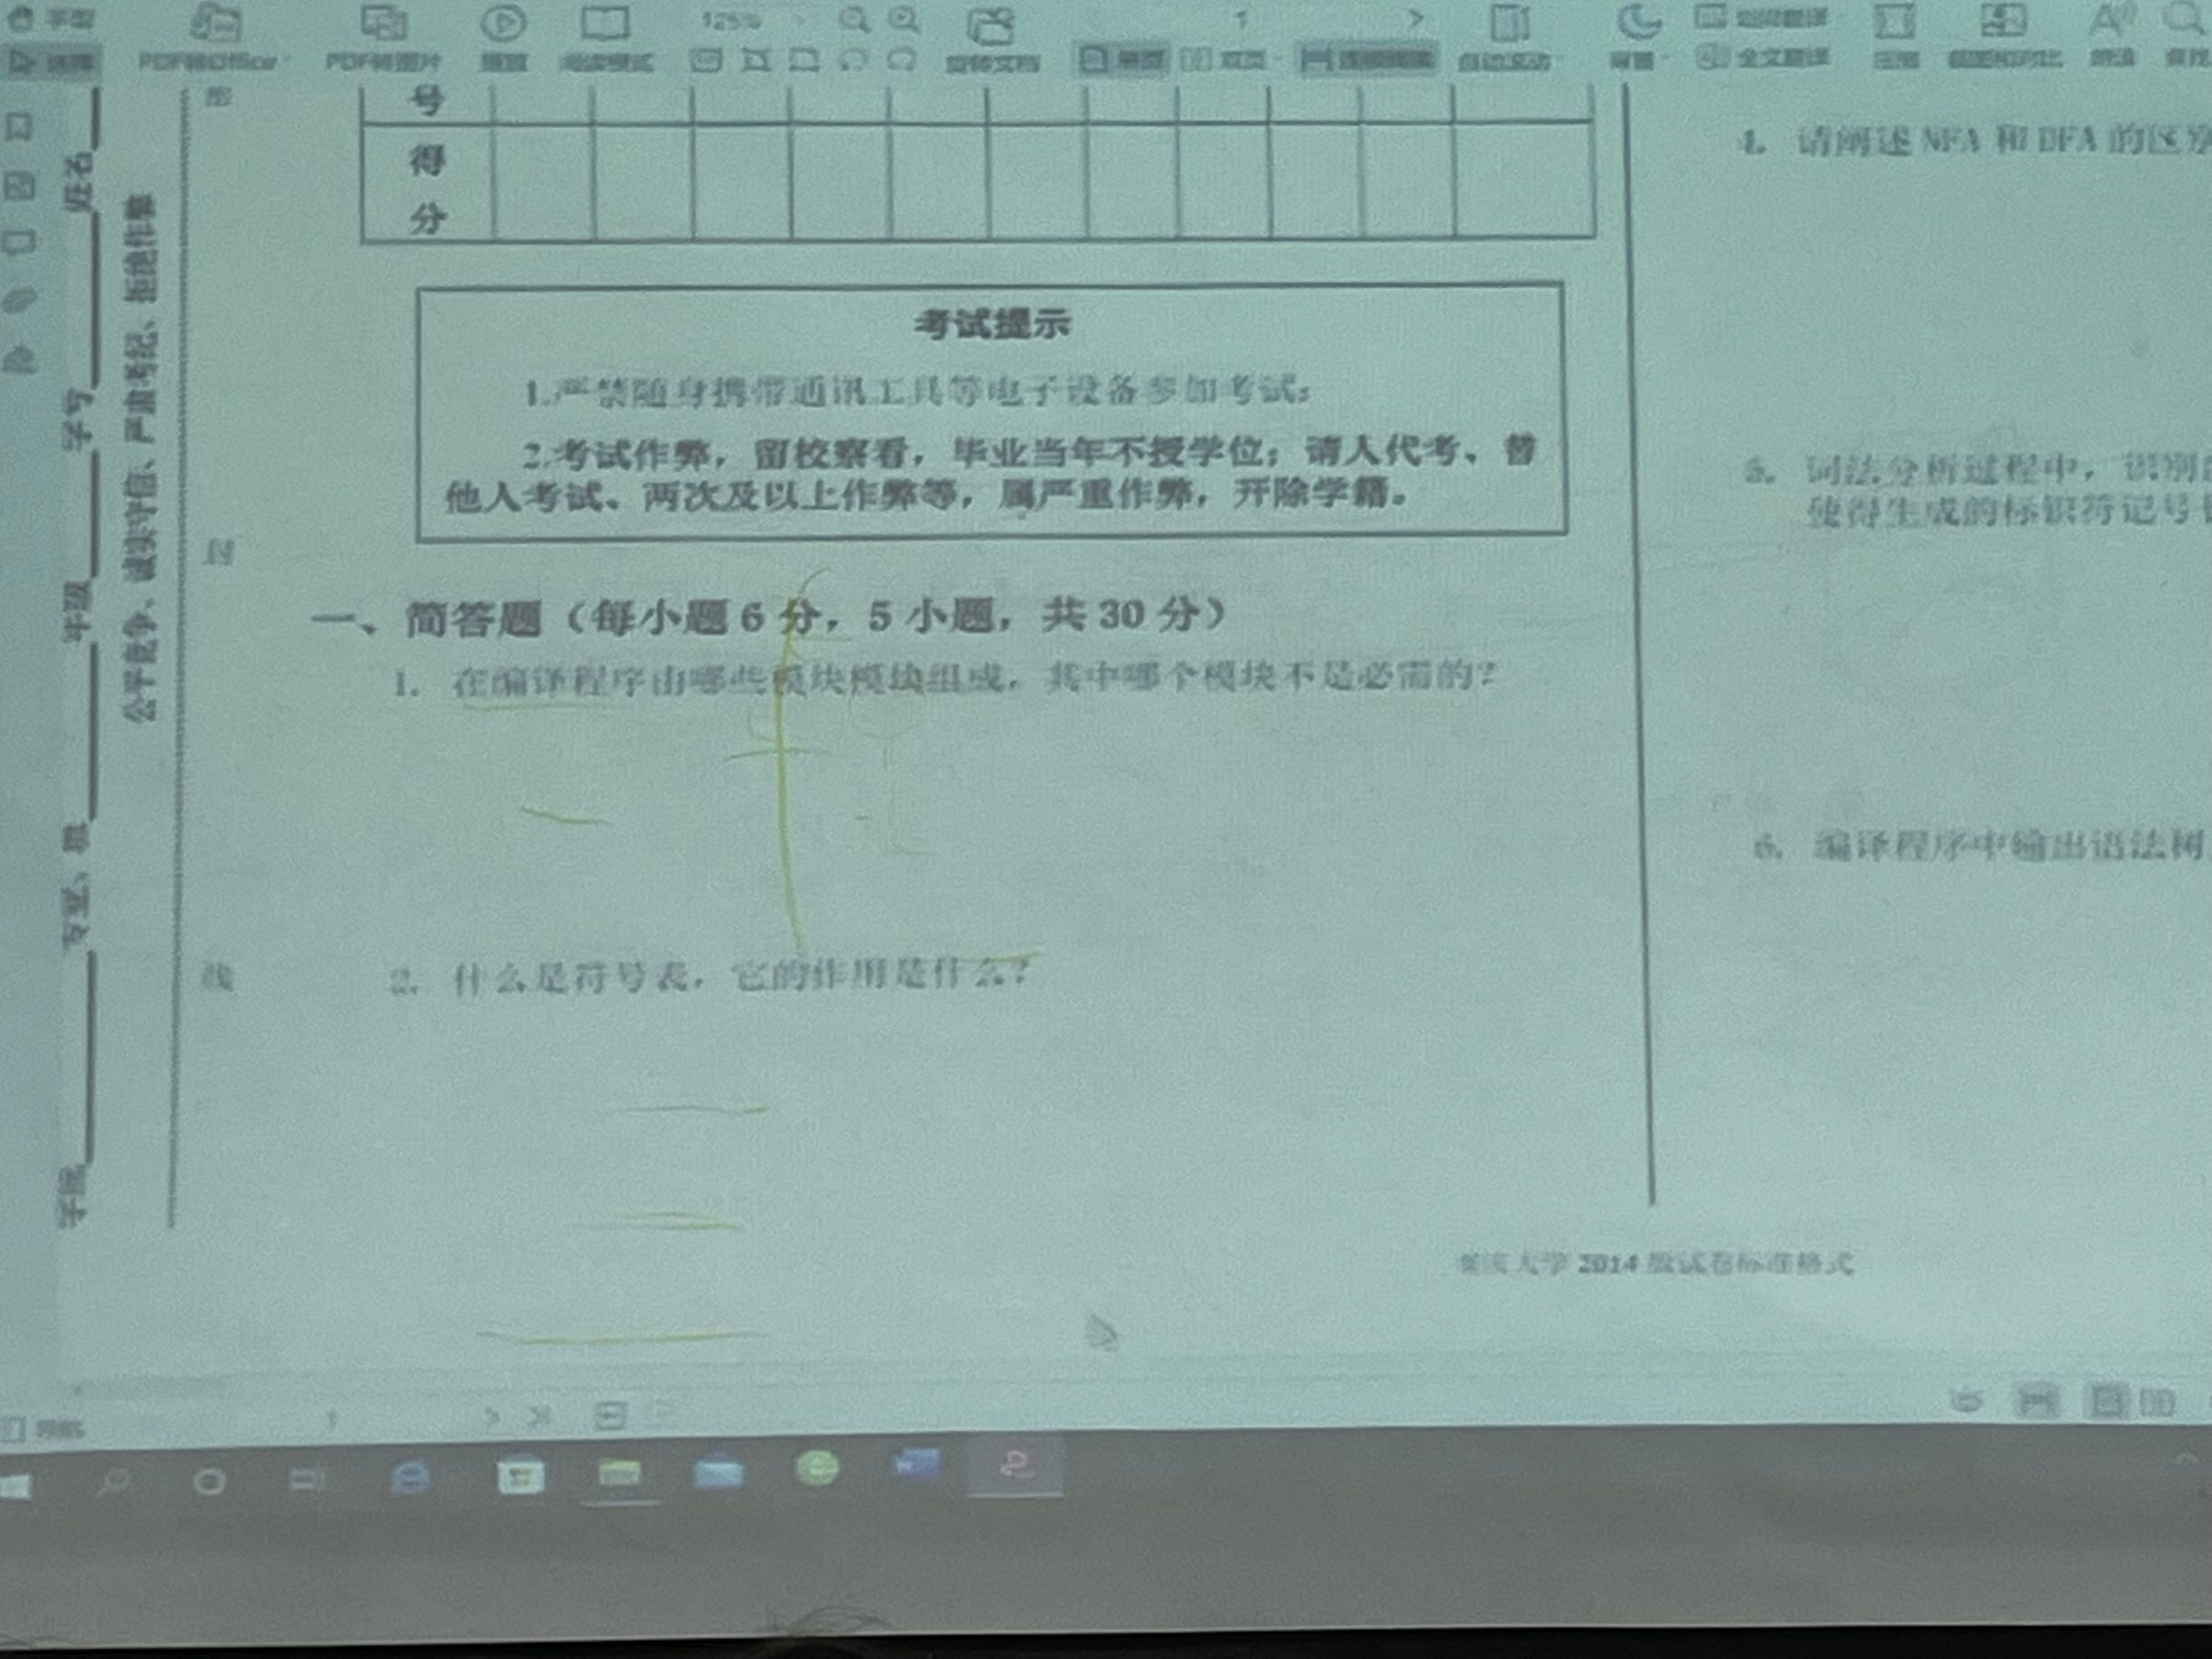 PDF转Office
PDF转图片
播放
阅读模式
125%
旋转文档
单页
双页
连续阅读
自动滚动
背景
全文翻译
压缩
截图和对比
朗读
查找
号
得
分
考试提示
1.严禁随身携带通讯工具等电子设备参加考试；
2.考试作弊，留校察看，毕业当年不授学位；请人代考、替
他人考试、两次及以上作弊等，属严重作弊，开除学籍。
一、简答题（每小题 6 分，5 小题，共 30 分）
1. 在编译程序由哪些模块模块组成，其中哪个模块不是必需的？
2. 什么是符号表，它的作用是什么？
大学 2014 版试卷标准格式
4. 请阐述 NFA 和 DFA 的区别
5. 词法分析过程中，识别
使得生成的标识符记号
6. 编译程序中输出语法树
学院
专业、班
年级
学号
姓名
公平竞争、诚实守信、严肃考纪、拒绝作弊
密
封
线